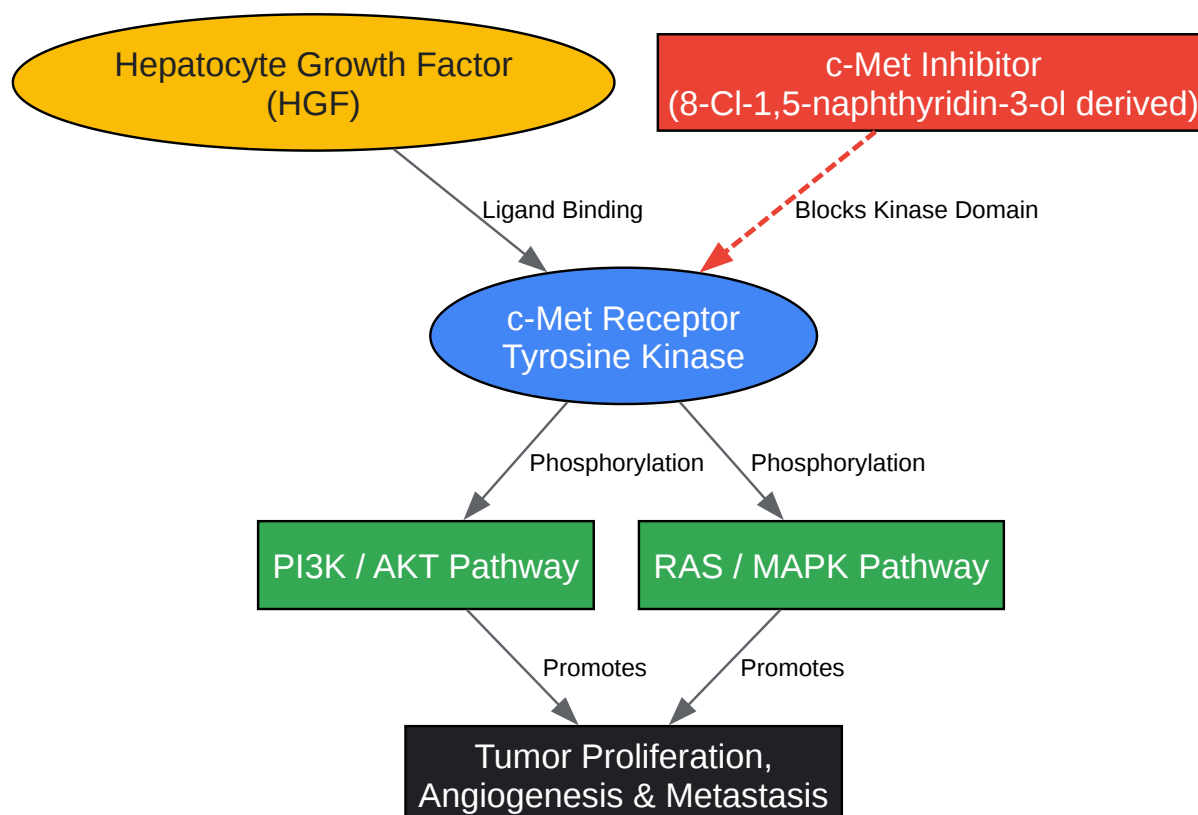 Hepatocyte Growth Factor
(HGF)
c-Met Inhibitor
(8-Cl-1,5-naphthyridin-3-ol derived)
Ligand Binding
Blocks Kinase Domain
c-Met Receptor
Tyrosine Kinase
Phosphorylation
Phosphorylation
PI3K / AKT Pathway
RAS / MAPK Pathway
Promotes
Promotes
Tumor Proliferation,
Angiogenesis & Metastasis